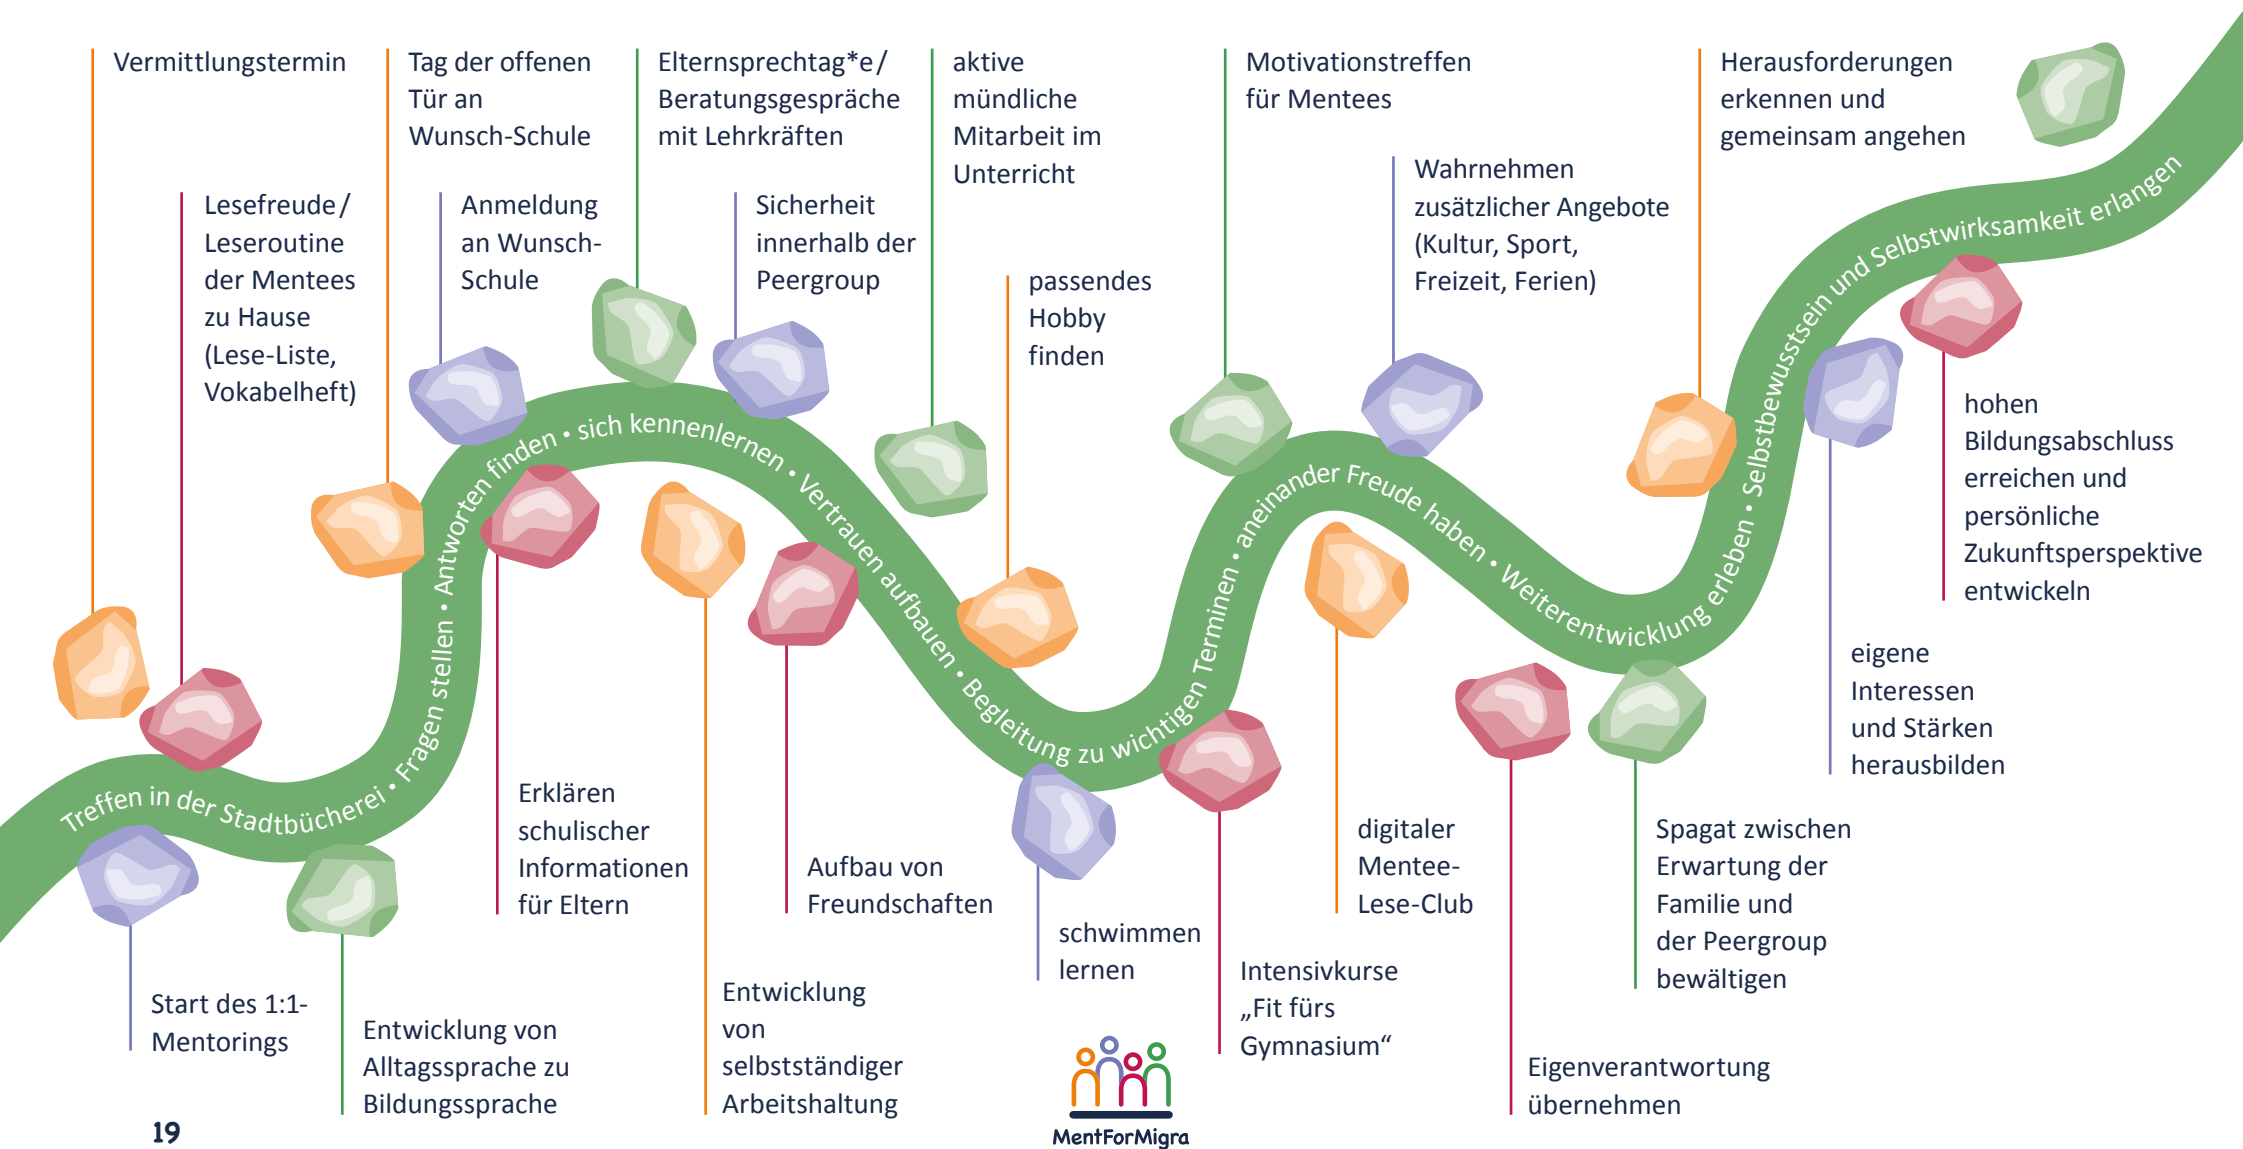 Vermittlungstermin
Lesefreude/
Leseroutine
der Mentees
zu Hause
(Lese-Liste,
Vokabelheft)
Tag der offenen
Tür an
Wunsch-Schule
Anmeldung
an Wunsch-
Schule
Elternsprechtag*e/
Beratungsgespräche
mit Lehrkräften
Sicherheit
innerhalb der
Peergroup
aktive
mündliche
Mitarbeit im
Unterricht
passendes
Hobby
finden
Motivationstreffen
für Mentees
Wahrnehmen
zusätzlicher Angebote
(Kultur, Sport,
Freizeit, Ferien)
Herausforderungen
erkennen und
gemeinsam angehen
Treffen in der Stadtbücherei • Fragen stellen • Antworten finden • sich kennenlernen • Vertrauen aufbauen • Begleitung zu wichtigen Terminen • aneinander Freude haben • Weiterentwicklung erleben • Selbstbewusstsein und Selbstwirksamkeit erlangen
Start des 1:1-
Mentorings
Entwicklung von
Alltagssprache zu
Bildungssprache
Erklären
schulischer
Informationen
für Eltern
Entwicklung
von
selbstständiger
Arbeitshaltung
Aufbau von
Freundschaften
schwimmen
lernen
Intensivkurse
„Fit fürs
Gymnasium“
digitaler
Mentee-
Lese-Club
Eigenverantwortung
übernehmen
Spagat zwischen
Erwartung der
Familie und
der Peergroup
bewältigen
eigene
Interessen
und Stärken
herausbilden
hohen
Bildungsabschluss
erreichen und
persönliche
Zukunftsperspektive
entwickeln
19
MentForMigra